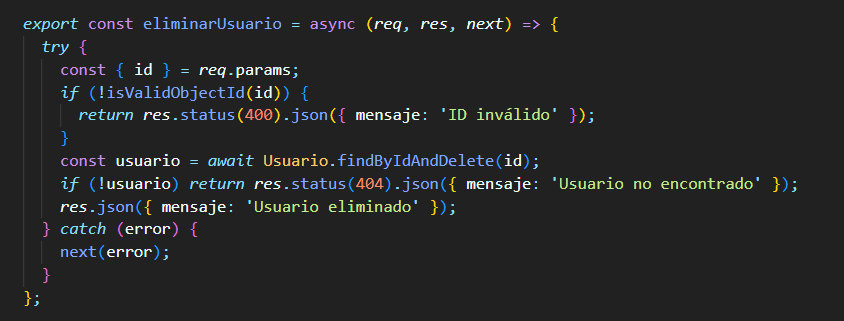 export const eliminarUsuario = async (req, res, next) => {
try {
const { id } = req.params;
if (!isValidObjectId(id)) {
return res.status(400).json({ mensaje: 'ID inválido' });
}
const usuario = await Usuario.findByIdAndDelete(id);
if (!usuario) return res.status(404).json({ mensaje: 'Usuario no encontrado' });
res.json({ mensaje: 'Usuario eliminado' });
} catch (error) {
next(error);
}
};